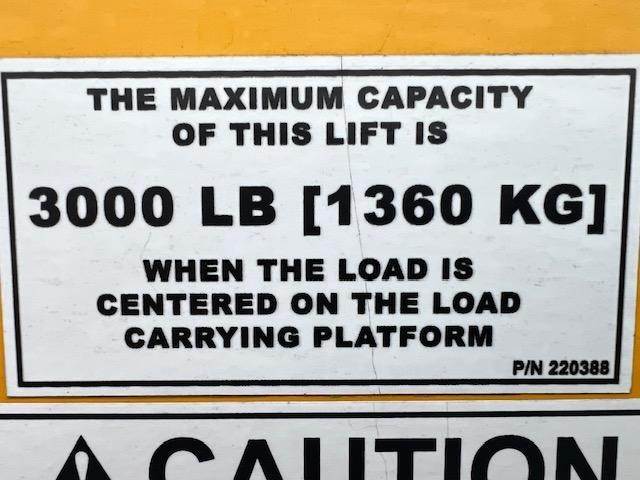 THE MAXIMUM CAPACITY
OF THIS LIFT IS
3000 LB [1360 KG]
WHEN THE LOAD IS
CENTERED ON THE LOAD
CARRYING PLATFORM
P/N 220388
CAUTION